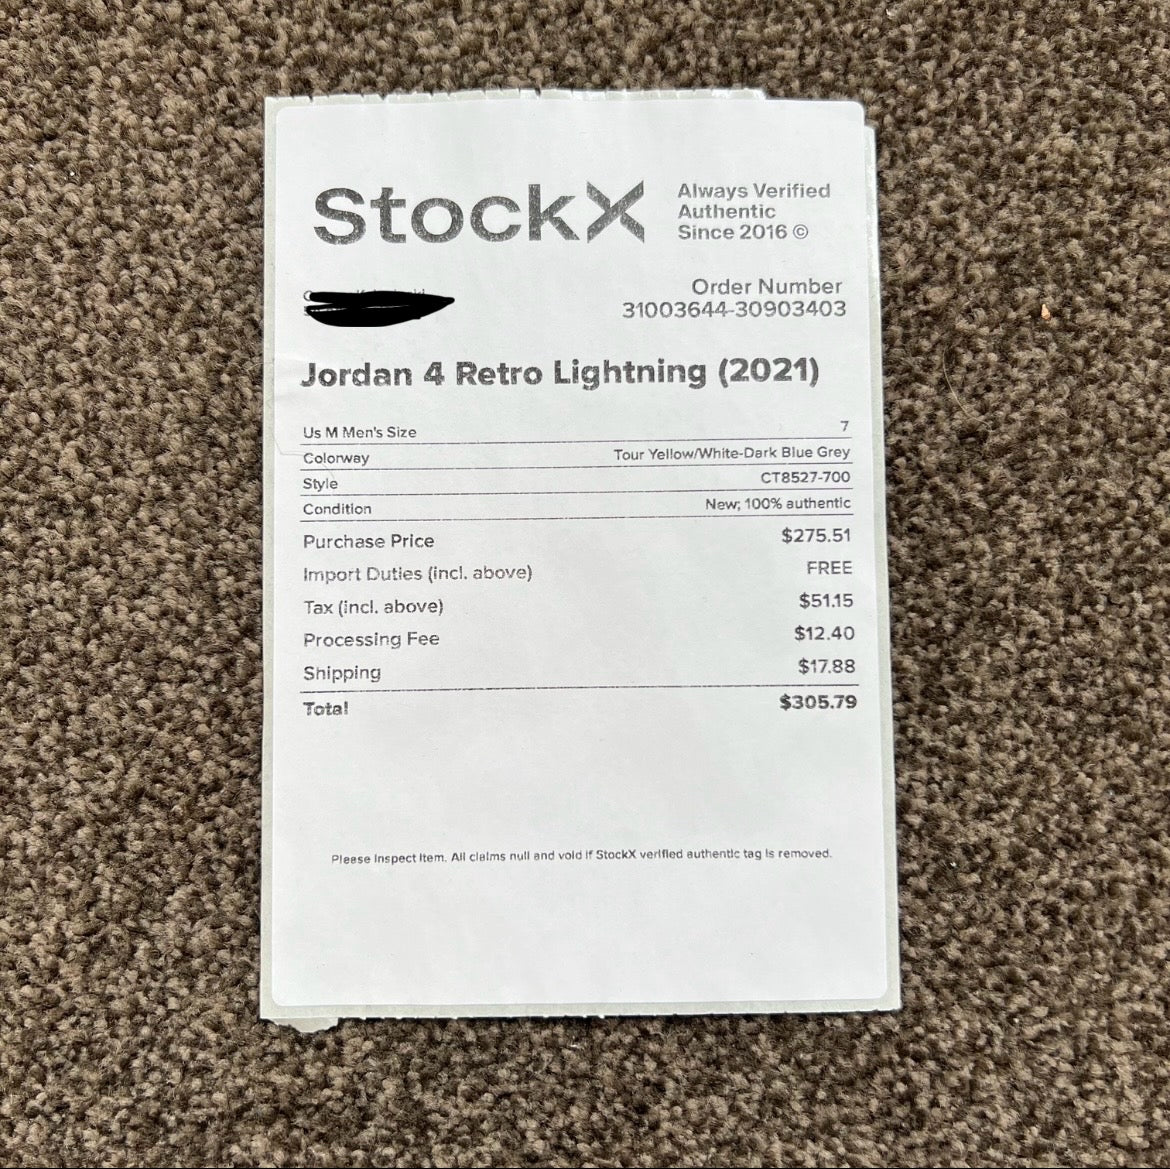 StockX
Always Verified
Authentic
Since 2016 ©
Order Number
31003644-30903403
Jordan 4 Retro Lightning (2021)
Us M Men's Size 7
Colorway Tour Yellow/White-Dark Blue Grey
Style CT8527-700
Condition New; 100% authentic
Purchase Price $275.51
Import Duties (incl. above) FREE
Tax (incl. above) $51.15
Processing Fee $12.40
Shipping $17.88
Total $305.79
Please Inspect Item. All claims null and void if StockX verified authentic tag is removed.